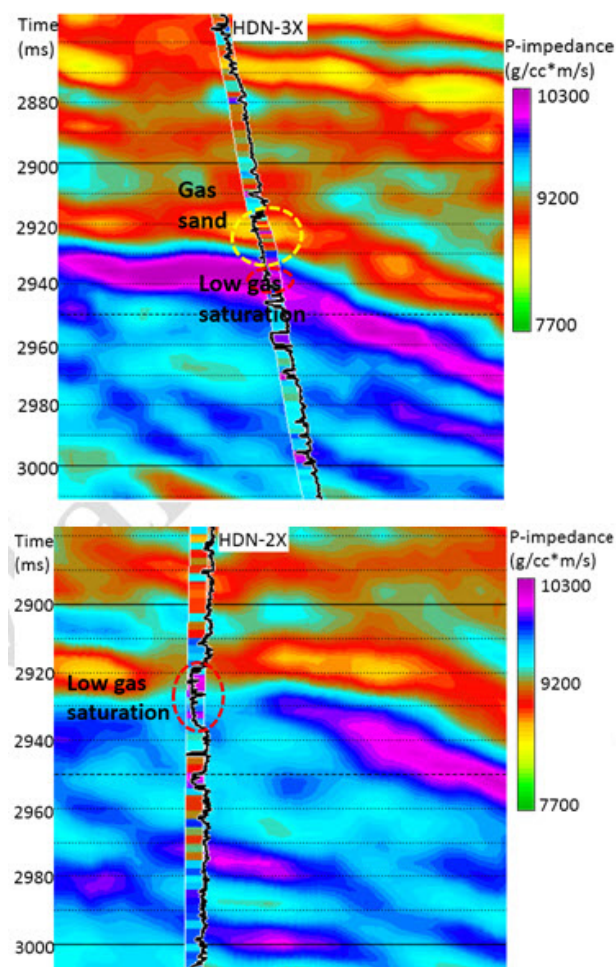 Time
(ms)
HDN-3X
P-impedance
(g/cc*m/s)
10300
9200
7700
2880
2900
2920
2940
2960
2980
3000
Gas
sand
Low gas
saturation
Time
(ms)
HDN-2X
P-impedance
(g/cc*m/s)
10300
9200
7700
2900
2920
2940
2960
2980
3000
Low gas
saturation